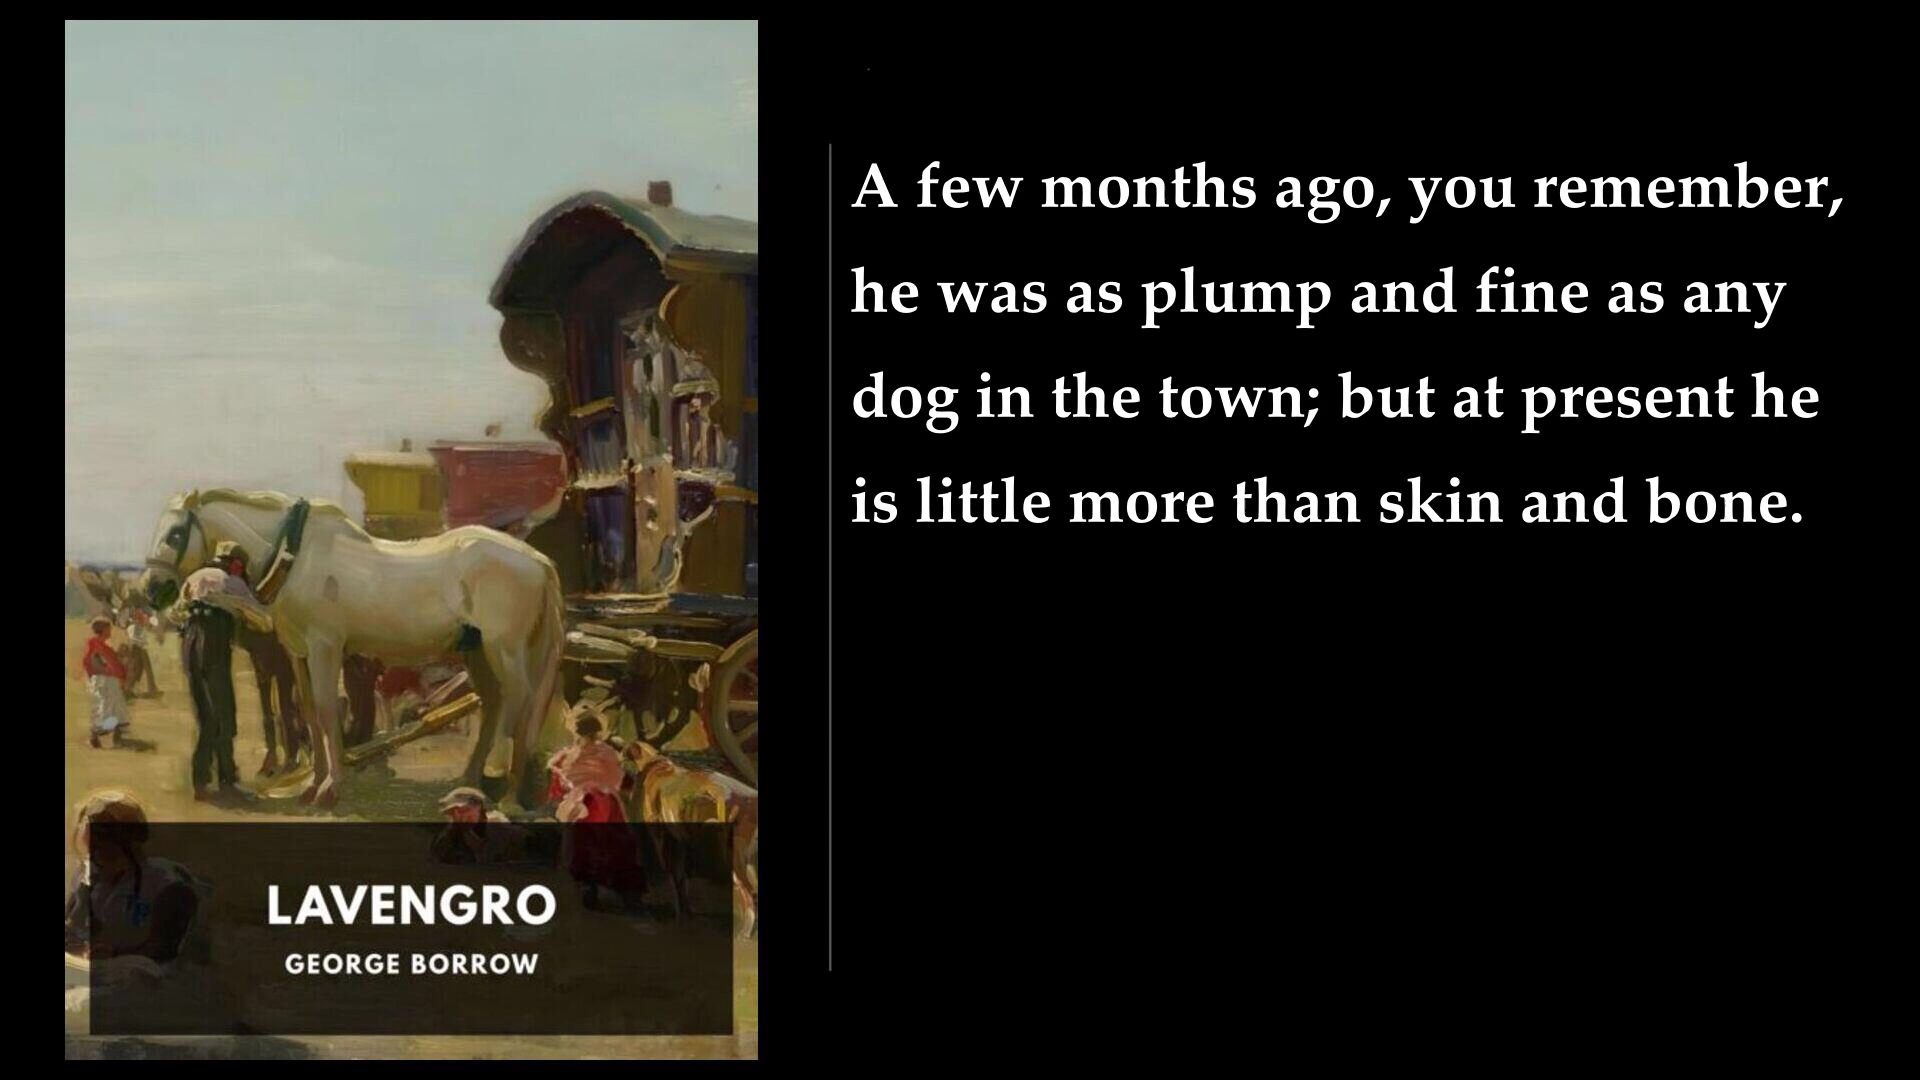 A few months ago, you remember,
he was as plump and fine as any
dog in the town; but at present he
is little more than skin and bone.
LAVENGRO
GEORGE BORROW